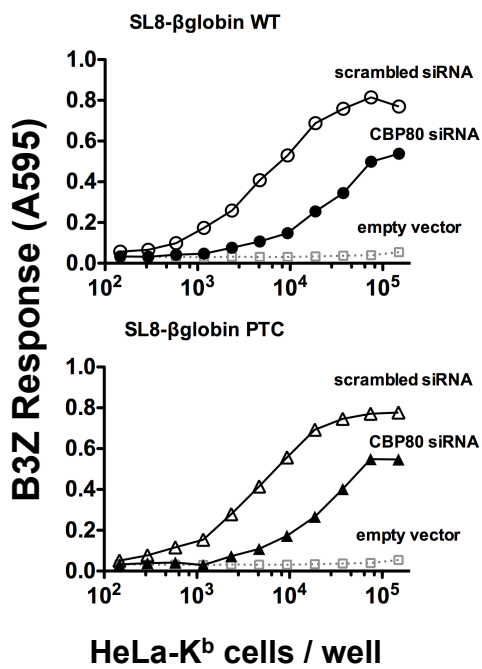 SL8-βglobin WT
B3Z Response (A595)
1.0
0.8
0.6
0.4
0.2
0.0
scrambled siRNA
CBP80 siRNA
empty vector
10² 10³ 10⁴ 10⁵
SL8-βglobin PTC
1.0
0.8
0.6
0.4
0.2
0.0
scrambled siRNA
CBP80 siRNA
empty vector
10² 10³ 10⁴ 10⁵
HeLa-Kᵇ cells / well